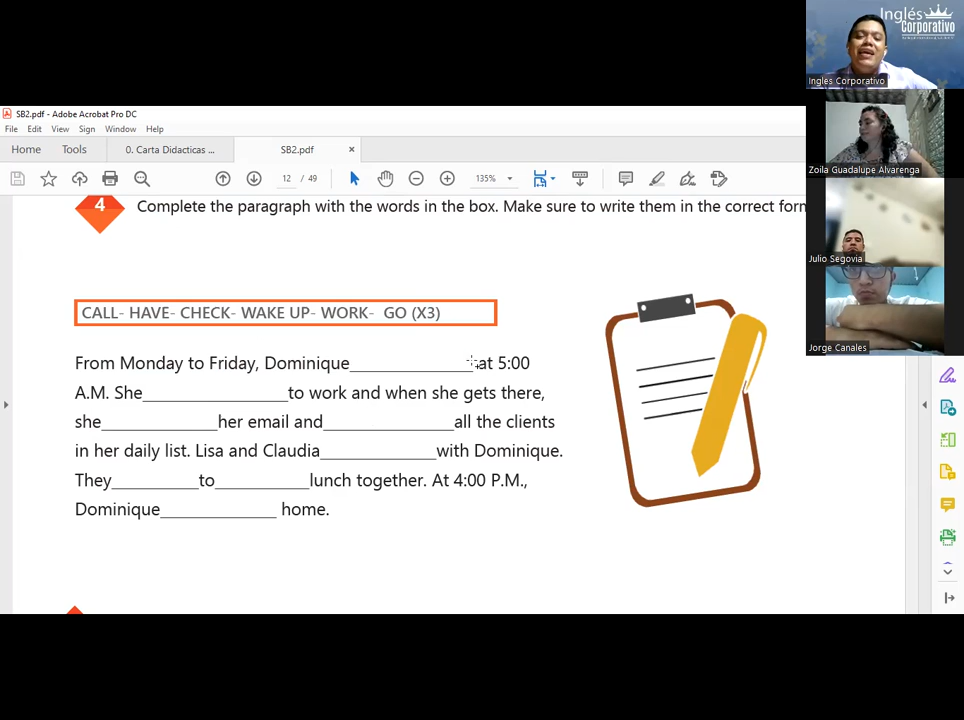 Inglés
Corporativo
Ingles Corporativo
SB2.pdf - Adobe Acrobat Pro DC
File Edit View Sign Window Help
Zoila Guadalupe Alvarenga
Home Tools 0. Carta Didacticas ... SB2.pdf ×
12 / 49 135%
4 Complete the paragraph with the words in the box. Make sure to write them in the correct form
Julio Segovia
CALL- HAVE- CHECK- WAKE UP- WORK- GO (X3)
Jorge Canales
From Monday to Friday, Dominique_____________at 5:00
A.M. She________________to work and when she gets there,
she_____________her email and______________all the clients
in her daily list. Lisa and Claudia_____________with Dominique.
They__________to__________lunch together. At 4:00 P.M.,
Dominique_____________ home.